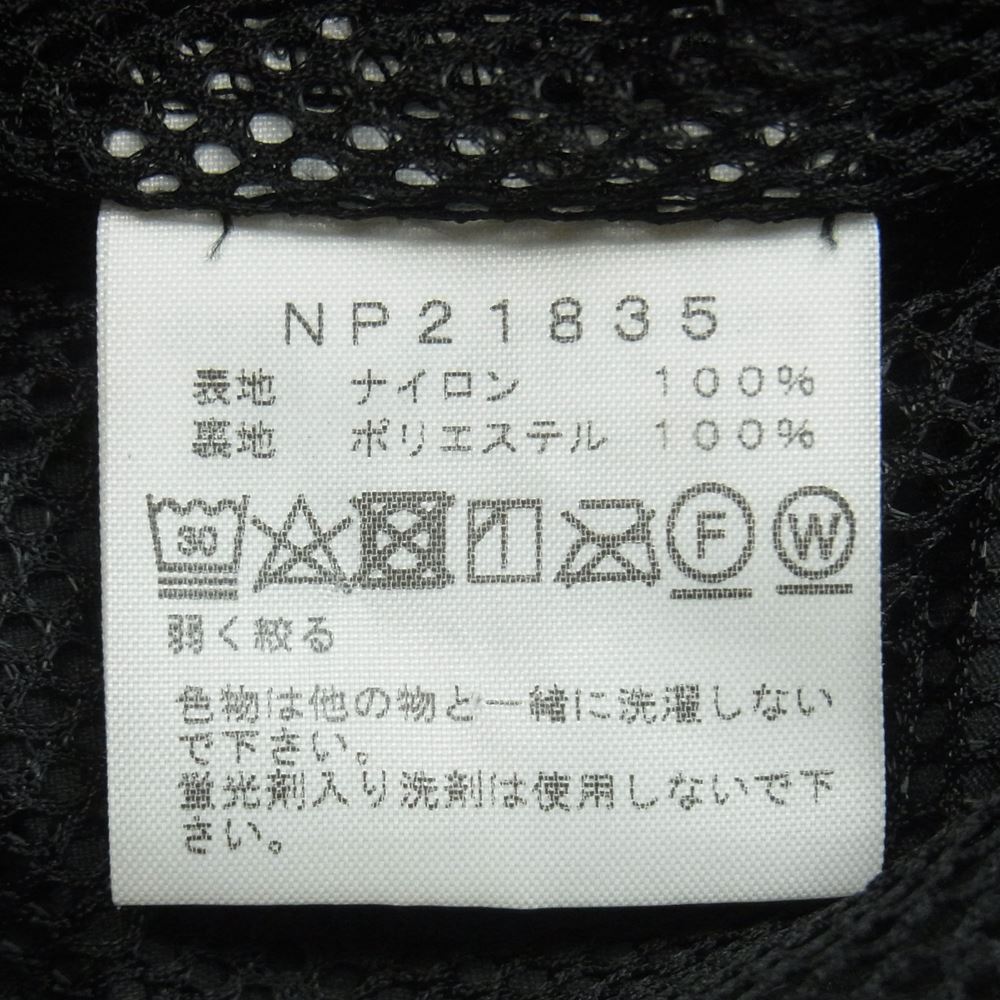 NP21835
表地 ナイロン 100%
裏地 ポリエステル 100%
30 F W
弱く絞る
色物は他の物と一緒に洗濯しない
で下さい。
蛍光剤入り洗剤は使用しないで下
さい。